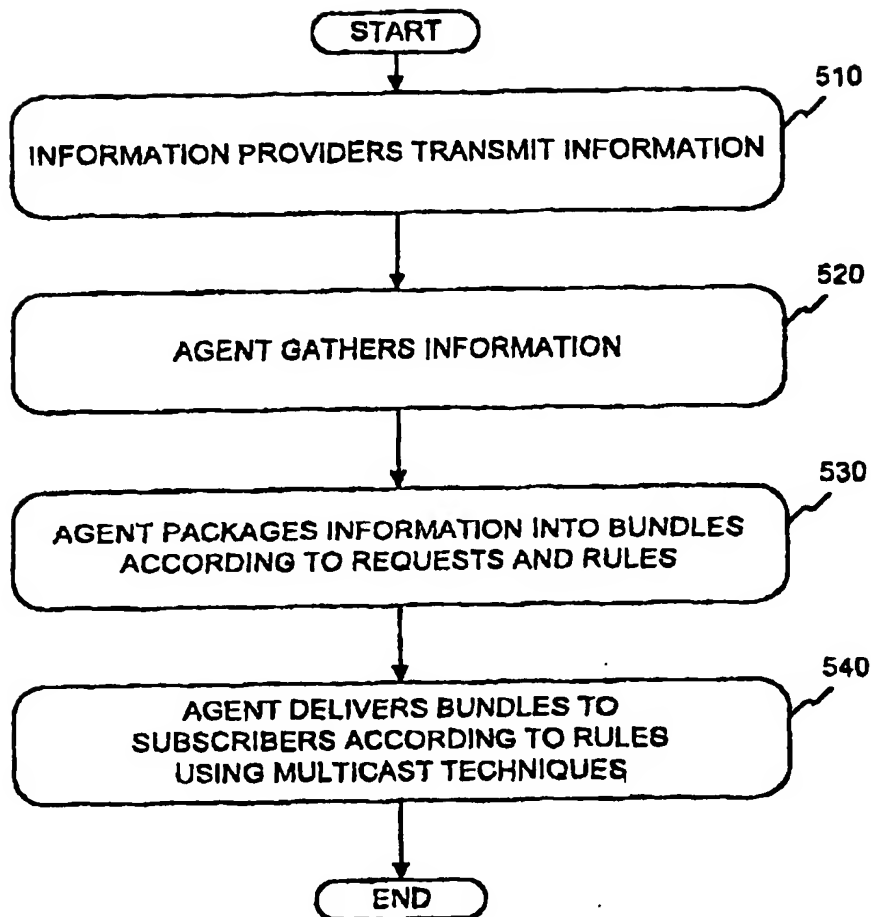 START
510
INFORMATION PROVIDERS TRANSMIT INFORMATION
520
AGENT GATHERS INFORMATION
530
AGENT PACKAGES INFORMATION INTO BUNDLES
ACCORDING TO REQUESTS AND RULES
540
AGENT DELIVERS BUNDLES TO
SUBSCRIBERS ACCORDING TO RULES
USING MULTICAST TECHNIQUES
END